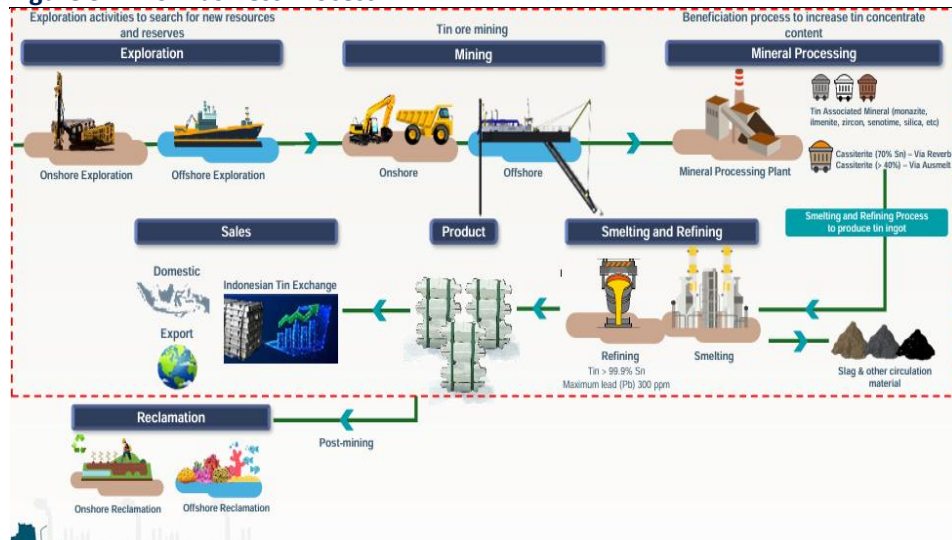 Exploration activities to search for new resources
and reserves
Exploration
Onshore Exploration
Offshore Exploration
Tin ore mining
Mining
Onshore
Offshore
Beneficiation process to increase tin concentrate
content
Mineral Processing
Mineral Processing Plant
Tin Associated Mineral (monazite,
ilmenite, zircon, senotime, silica, etc)
Cassiterite (70% Sn) – Via Reverb
Cassiterite (> 40%) – Via Ausmelt
Smelting and Refining Process
to produce tin ingot
Sales
Domestic
Export
Indonesian Tin Exchange
Product
Smelting and Refining
Refining
Tin > 99.9% Sn
Maximum lead (Pb) 300 ppm
Smelting
Slag & other circulation
material
Reclamation
Post-mining
Onshore Reclamation
Offshore Reclamation